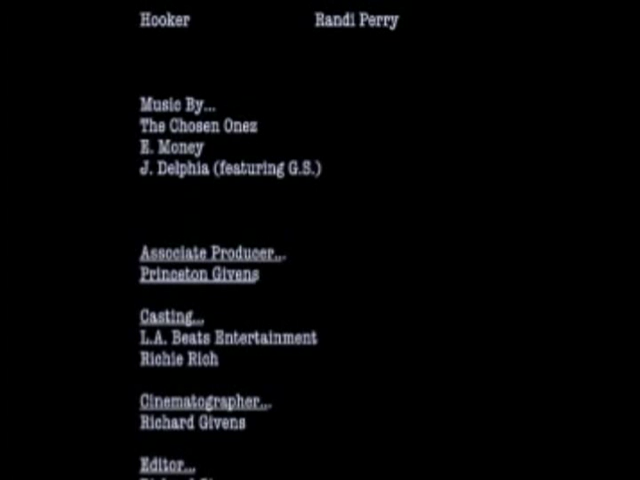 Hooker Randi Perry
Music By...
The Chosen Onez
E. Money
J. Delphia (featuring G.S.)
Associate Producer...
Princeton Givens
Casting...
L.A. Beats Entertainment
Richie Rich
Cinematographer...
Richard Givens
Editor...